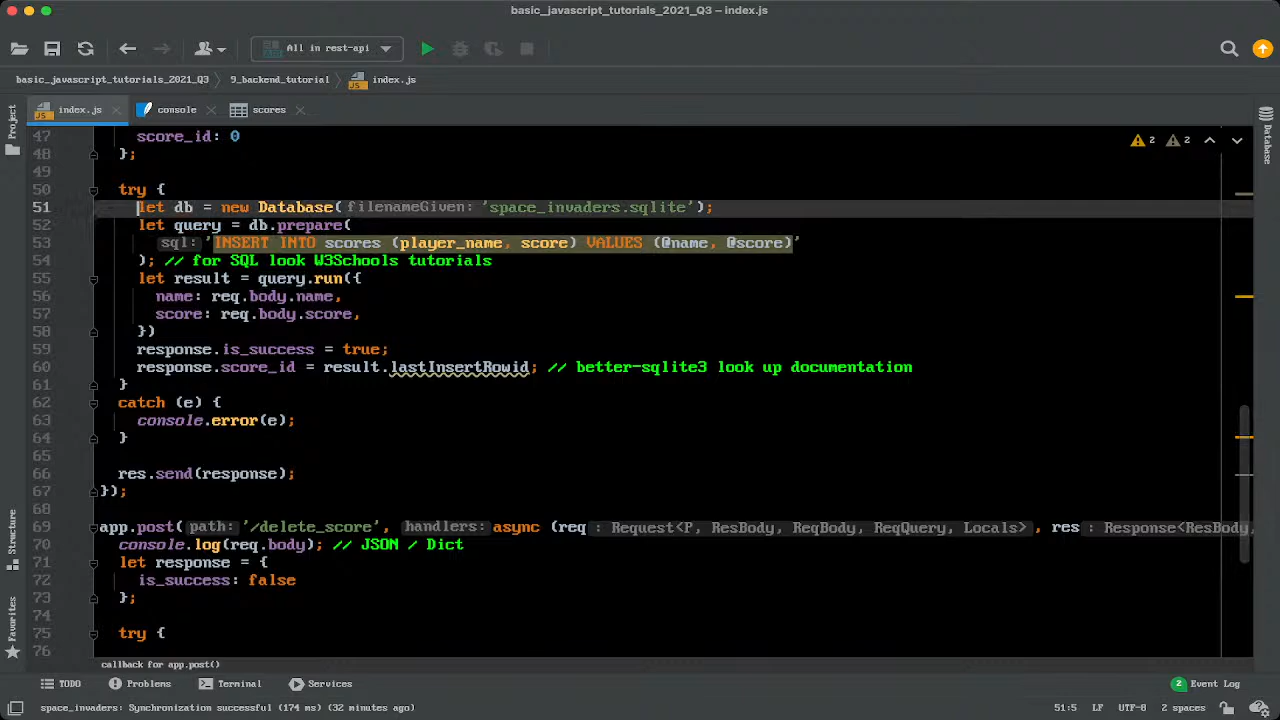 basic_javascript_tutorials_2021_Q3 – index.js
All in rest-api
basic_javascript_tutorials_2021_Q3 9_backend_tutorial index.js
index.js console scores
Project
Database
Structure
Favorites
2 2
47 score_id: 0
48 };
49
50 try {
51 let db = new Database( filenameGiven: 'space_invaders.sqlite');
52 let query = db.prepare(
53 sql: 'INSERT INTO scores (player_name, score) VALUES (@name, @score)'
54 ); // for SQL look W3Schools tutorials
55 let result = query.run({
56 name: req.body.name,
57 score: req.body.score,
58 })
59 response.is_success = true;
60 response.score_id = result.lastInsertRowid; // better-sqlite3 look up documentation
61 }
62 catch (e) {
63 console.error(e);
64 }
65
66 res.send(response);
67 });
68
69 app.post( path: '/delete_score', handlers: async (req : Request<P, ResBody, ReqBody, ReqQuery, Locals> , res : Response<ResBody,
70 console.log(req.body); // JSON / Dict
71 let response = {
72 is_success: false
73 };
74
75 try {
76
callback for app.post()
TODO Problems Terminal Services 2 Event Log
space_invaders: Synchronization successful (174 ms) (32 minutes ago) 51:5 LF UTF-8 2 spaces